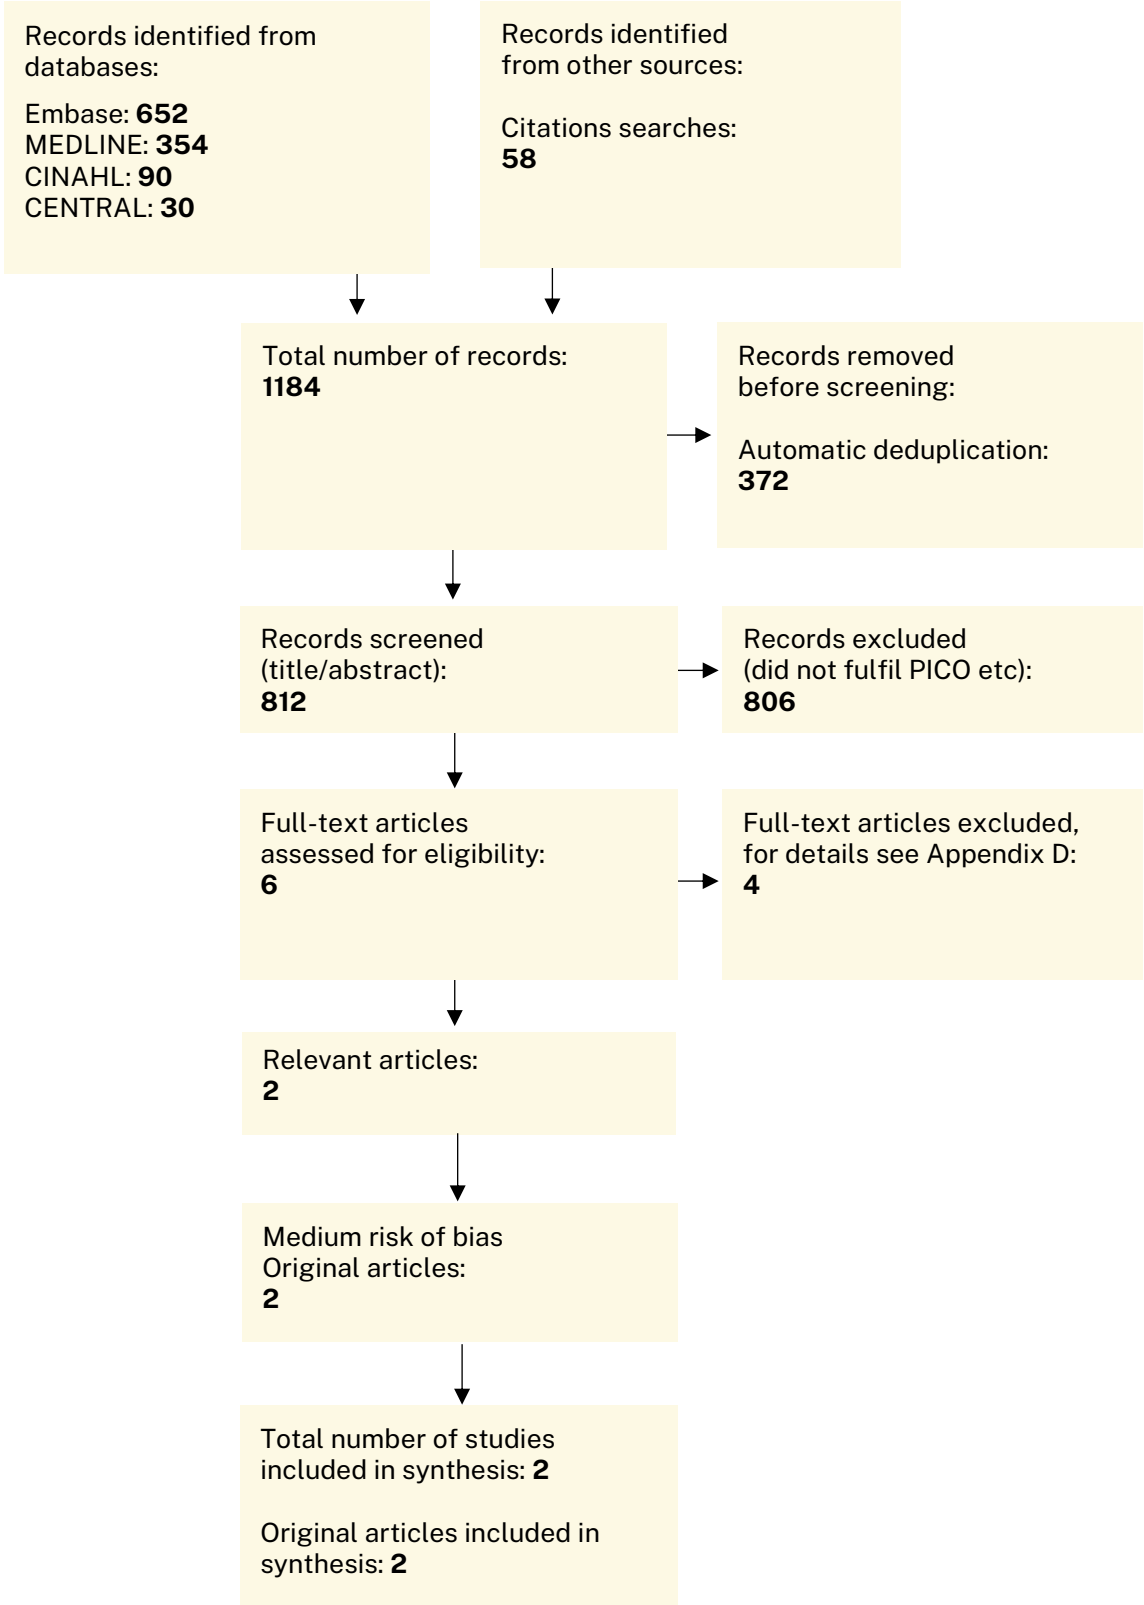 Records identified from
databases:
Embase: 652
MEDLINE: 354
CINAHL: 90
CENTRAL: 30
Records identified
from other sources:
Citations searches:
58
Total number of records:
1184
Records removed
before screening:
Automatic deduplication:
372
Records screened
(title/abstract):
812
Records excluded
(did not fulfil PICO etc):
806
Full-text articles
assessed for eligibility:
6
Full-text articles excluded,
for details see Appendix D:
4
Relevant articles:
2
Medium risk of bias
Original articles:
2
Total number of studies
included in synthesis: 2
Original articles included in
synthesis: 2